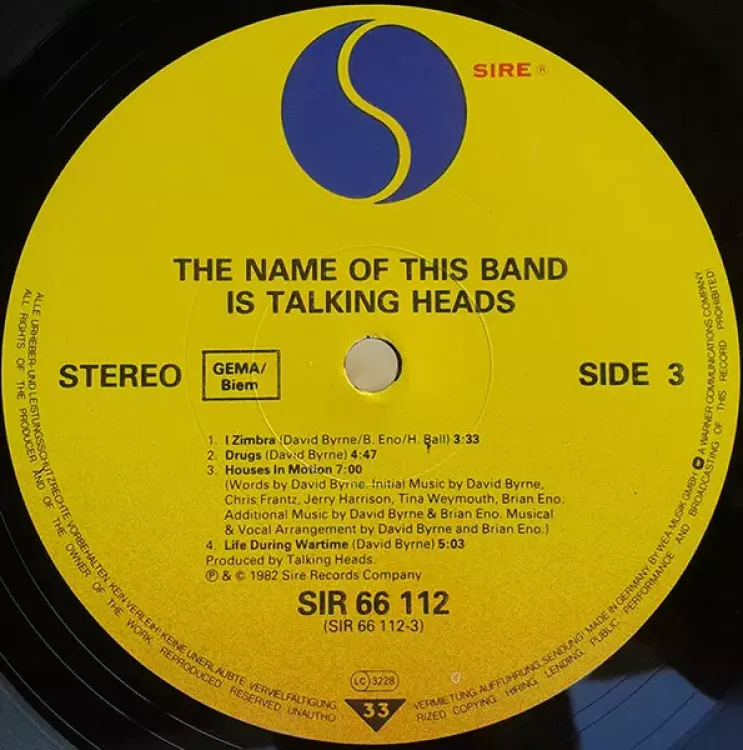 SIRE ®
THE NAME OF THIS BAND
IS TALKING HEADS
STEREO
GEMA/
Biem
SIDE 3
1. I Zimbra (David Byrne/B. Eno/H. Ball) 3:33
2. Drugs (David Byrne) 4:47
3. Houses In Motion 7:00
(Words by David Byrne. Initial Music by David Byrne,
Chris Frantz, Jerry Harrison, Tina Weymouth, Brian Eno.
Additional Music by David Byrne & Brian Eno. Musical
& Vocal Arrangement by David Byrne and Brian Eno.)
4. Life During Wartime (David Byrne) 5:03
Produced by Talking Heads.
℗ & © 1982 Sire Records Company
SIR 66 112
(SIR 66 112-3)
LC 3228
33
ALLE URHEBER- UND LEISTUNGSSCHUTZRECHTE VORBEHALTEN KEIN VERLEIH! KEINE UNERLAUBTE VERVIELFÄLTIGUNG, VERMIETUNG, AUFFÜHRUNG, SENDUNG! MADE IN GERMANY BY WEA MUSIK GMBH A WARNER COMMUNICATIONS COMPANY
ALL RIGHTS OF THE PRODUCER AND OF THE OWNER OF THE WORK REPRODUCED RESERVED UNAUTHORIZED COPYING HIRING LENDING PUBLIC PERFORMANCE AND BROADCASTING OF THIS RECORD PROHIBITED!